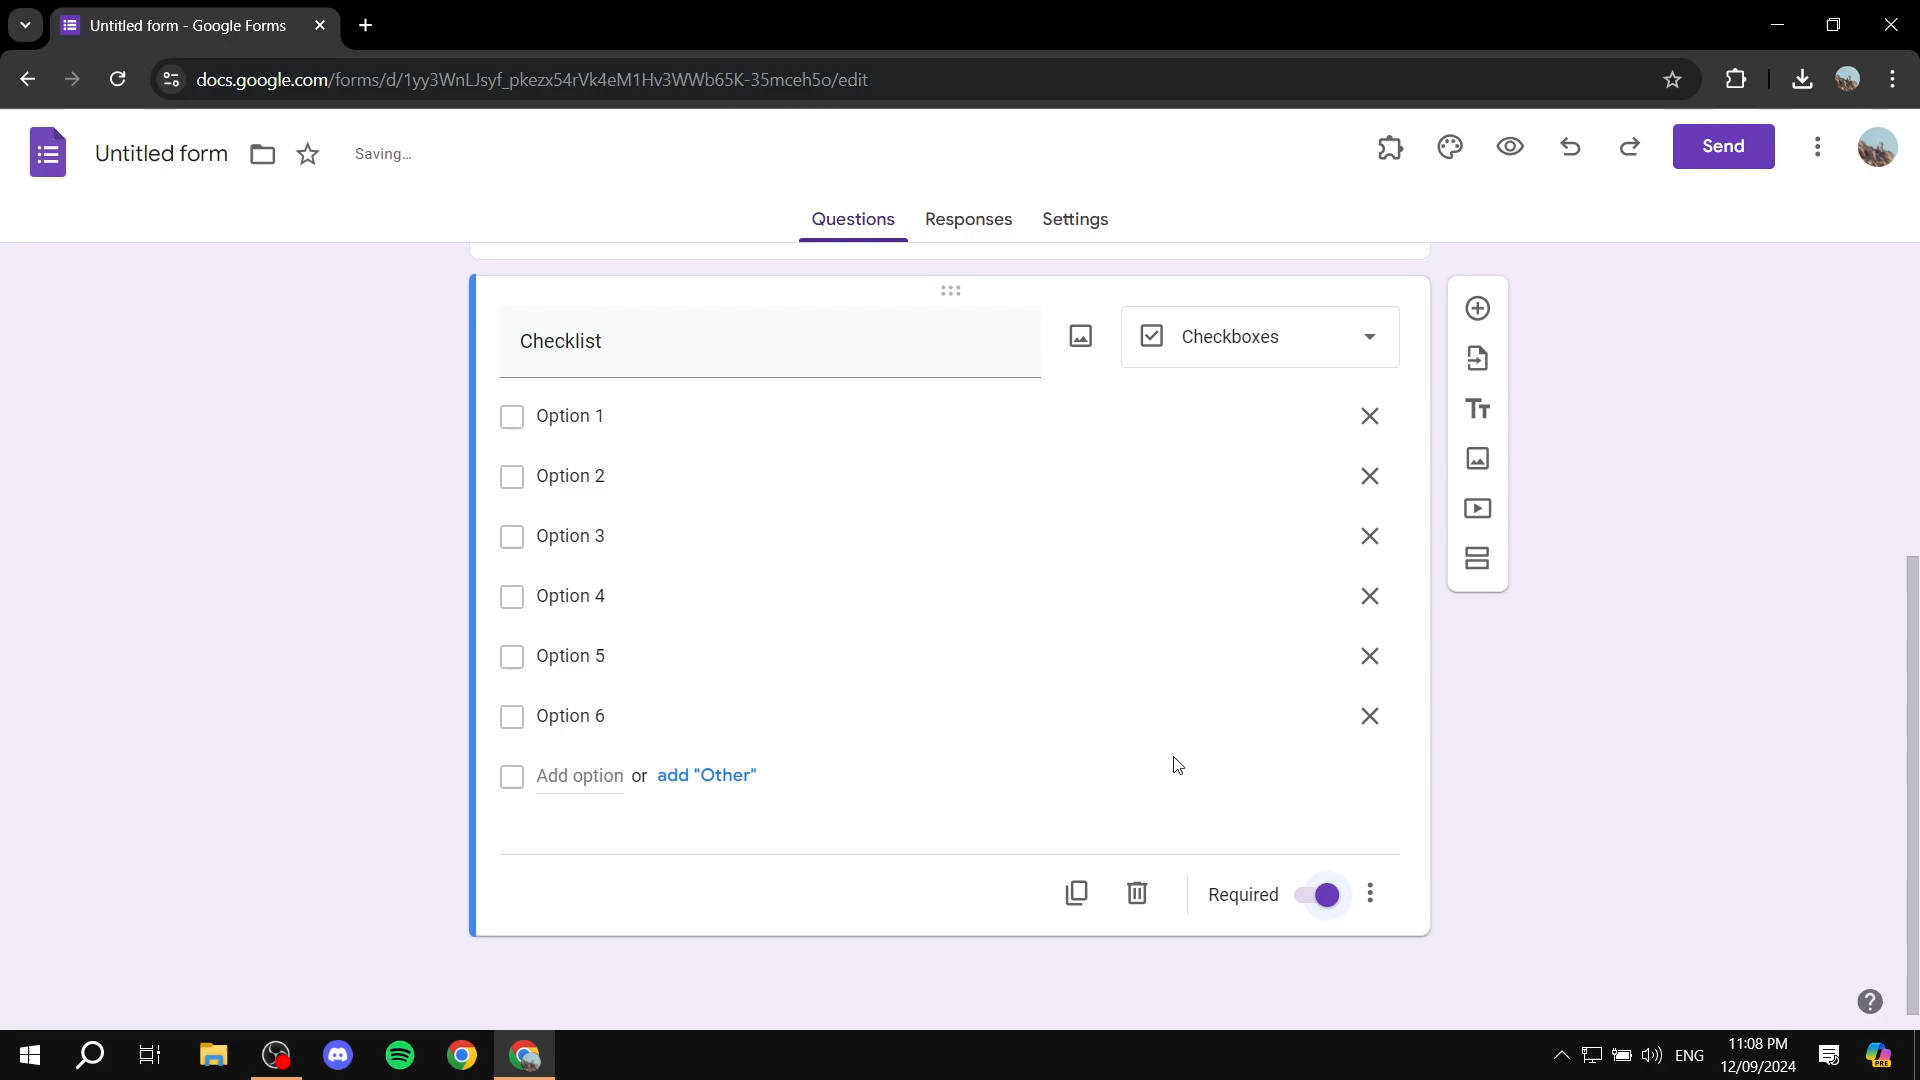 Untitled form - Google Forms
docs.google.com/forms/d/1yy3WnLJsyf_pkezx54rVk4eM1Hv3WWb65K-35mceh5o/edit
Untitled form
Saving...
Send
Questions
Responses
Settings
Checklist
Checkboxes
Option 1
Option 2
Option 3
Option 4
Option 5
Option 6
Add option or add "Other"
Required
ENG
11:08 PM
12/09/2024
PRE